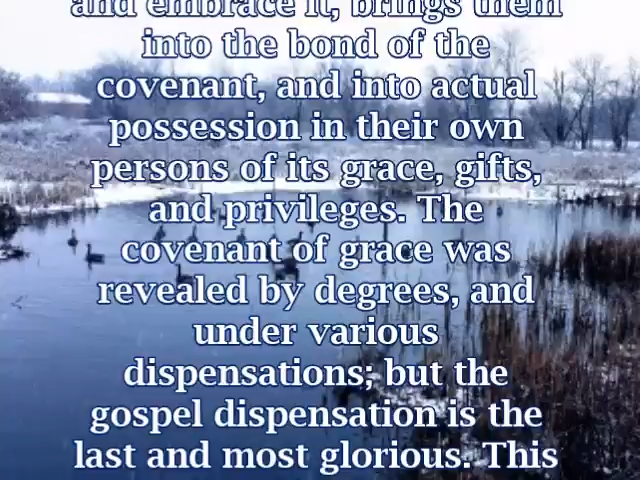 and embrace it, brings them
into the bond of the
covenant, and into actual
possession in their own
persons of its grace, gifts,
and privileges. The
covenant of grace was
revealed by degrees, and
under various
dispensations; but the
gospel dispensation is the
last and most glorious. This